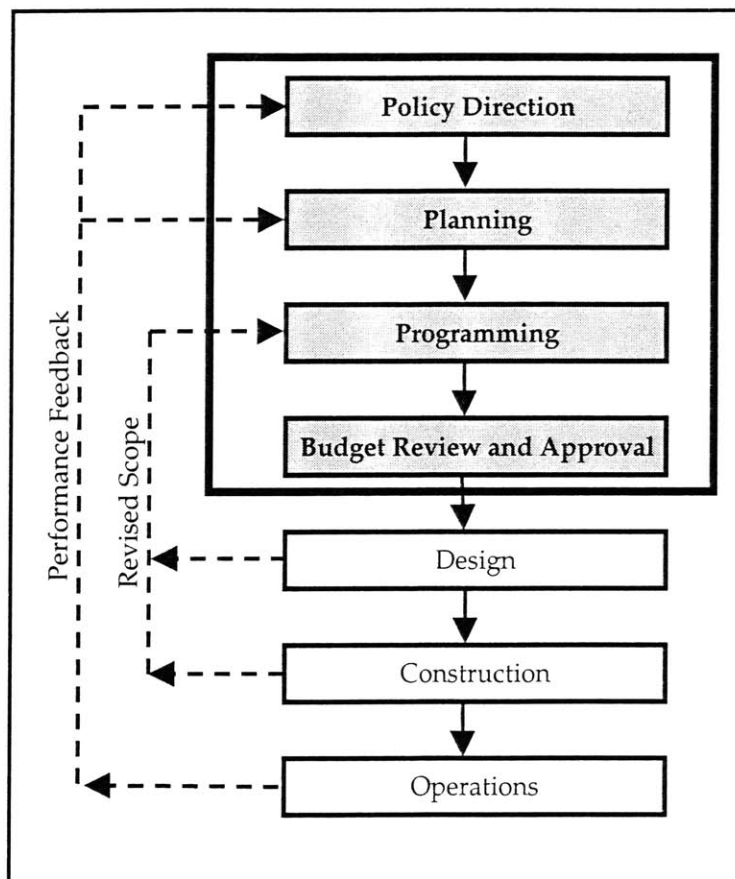 Policy Direction
Planning
Programming
Budget Review and Approval
Design
Construction
Operations
Performance Feedback
Revised Scope